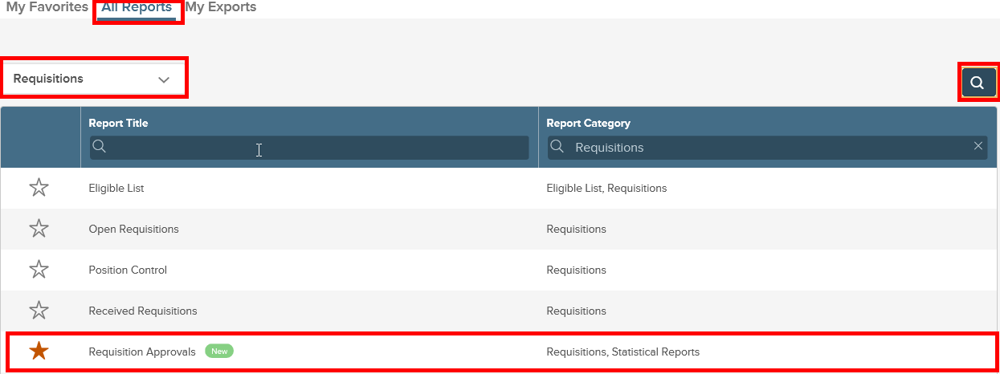 My Favorites All Reports My Exports
Requisitions
Report Title Report Category
Requisitions
Eligible List Eligible List, Requisitions
Open Requisitions Requisitions
Position Control Requisitions
Received Requisitions Requisitions
Requisition Approvals New Requisitions, Statistical Reports